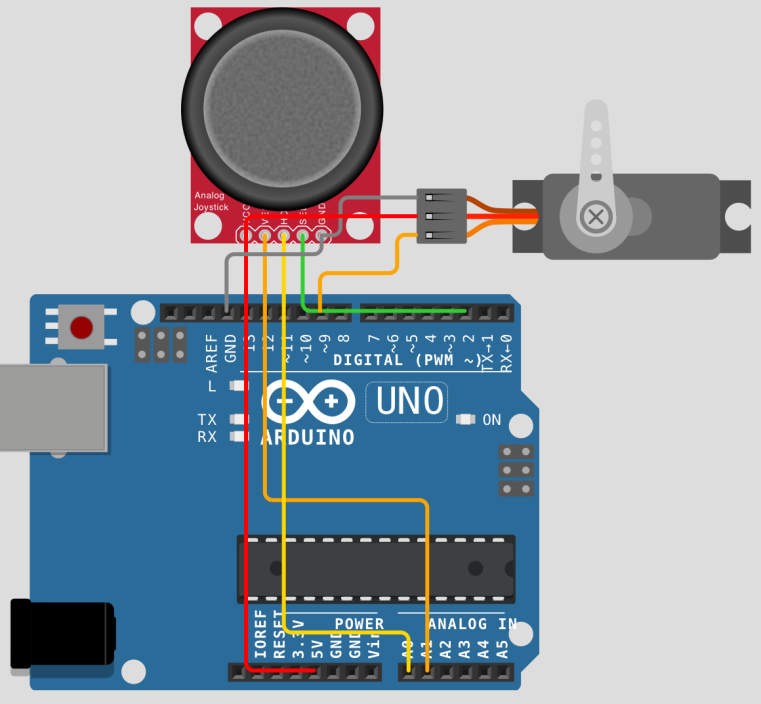 Analog
Joystick
SEL
GND
AREF
GND
13
12
~11
~10
~9
8
7
~6
~5
4
~3
2
TX→1
RX←0
DIGITAL (PWM ~)
L
TX
RX
UNO
ON
ARDUINO
IOREF
RESET
3.3V
5V
GND
GND
Vin
POWER
ANALOG IN
A0
A1
A2
A3
A4
A5